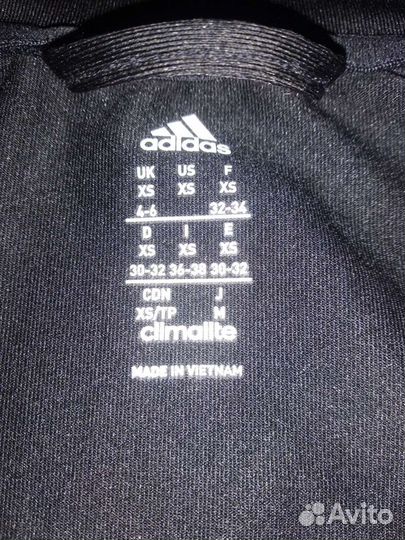 adidas
UK US F
XS XS XS
4-6 32-34
D I E
XS XS XS
30-32 36-38 30-32
CDN J
XS/TP M
climalite
MADE IN VIETNAM
Avito